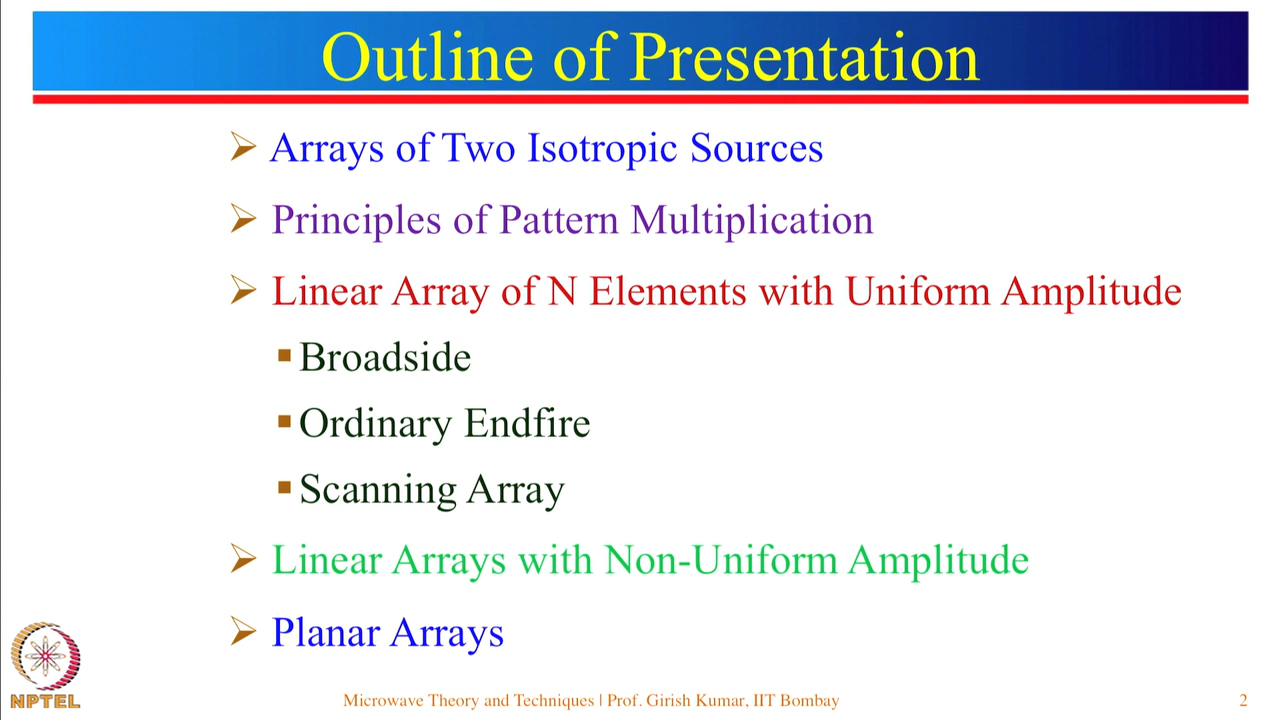 Outline of Presentation
➢ Arrays of Two Isotropic Sources
➢ Principles of Pattern Multiplication
➢ Linear Array of N Elements with Uniform Amplitude
▪ Broadside
▪ Ordinary Endfire
▪ Scanning Array
➢ Linear Arrays with Non-Uniform Amplitude
➢ Planar Arrays
NPTEL
Microwave Theory and Techniques | Prof. Girish Kumar, IIT Bombay
2